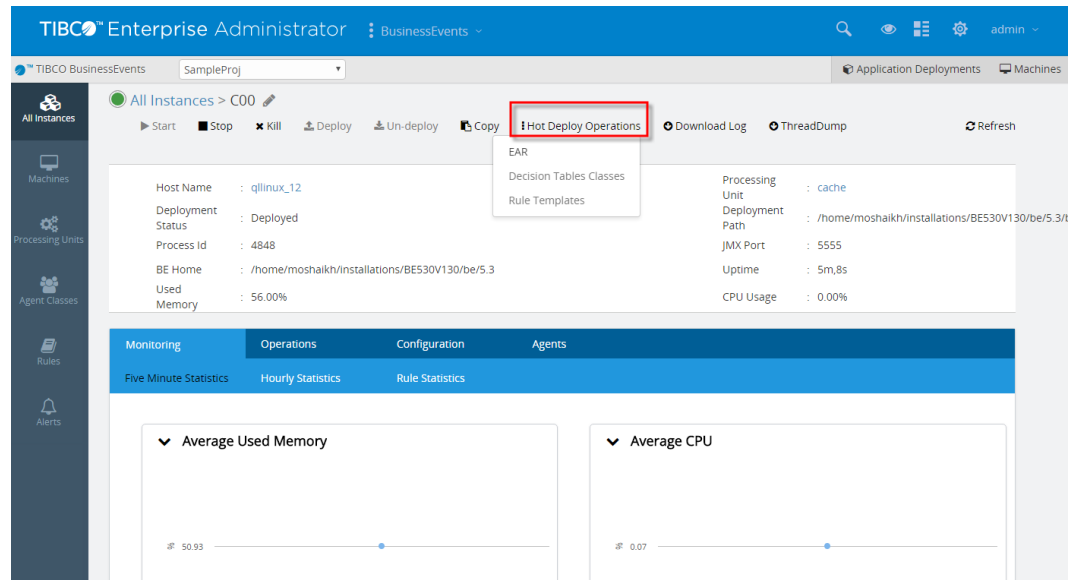 TIBCO™ Enterprise Administrator BusinessEvents admin
™ TIBCO BusinessEvents SampleProj Application Deployments Machines
All Instances
Machines
Processing Units
Agent Classes
Rules
Alerts
All Instances > C00
Start Stop Kill Deploy Un-deploy Copy Hot Deploy Operations Download Log ThreadDump Refresh
EAR
Decision Tables Classes
Rule Templates
Host Name : qllinux_12
Deployment Status : Deployed
Process Id : 4848
BE Home : /home/moshaikh/installations/BE530V130/be/5.3
Used Memory : 56.00%
Processing Unit : cache
Deployment Path : /home/moshaikh/installations/BE530V130/be/5.3/b
JMX Port : 5555
Uptime : 5m,8s
CPU Usage : 0.00%
Monitoring Operations Configuration Agents
Five Minute Statistics Hourly Statistics Rule Statistics
Average Used Memory
50.93
Average CPU
0.07